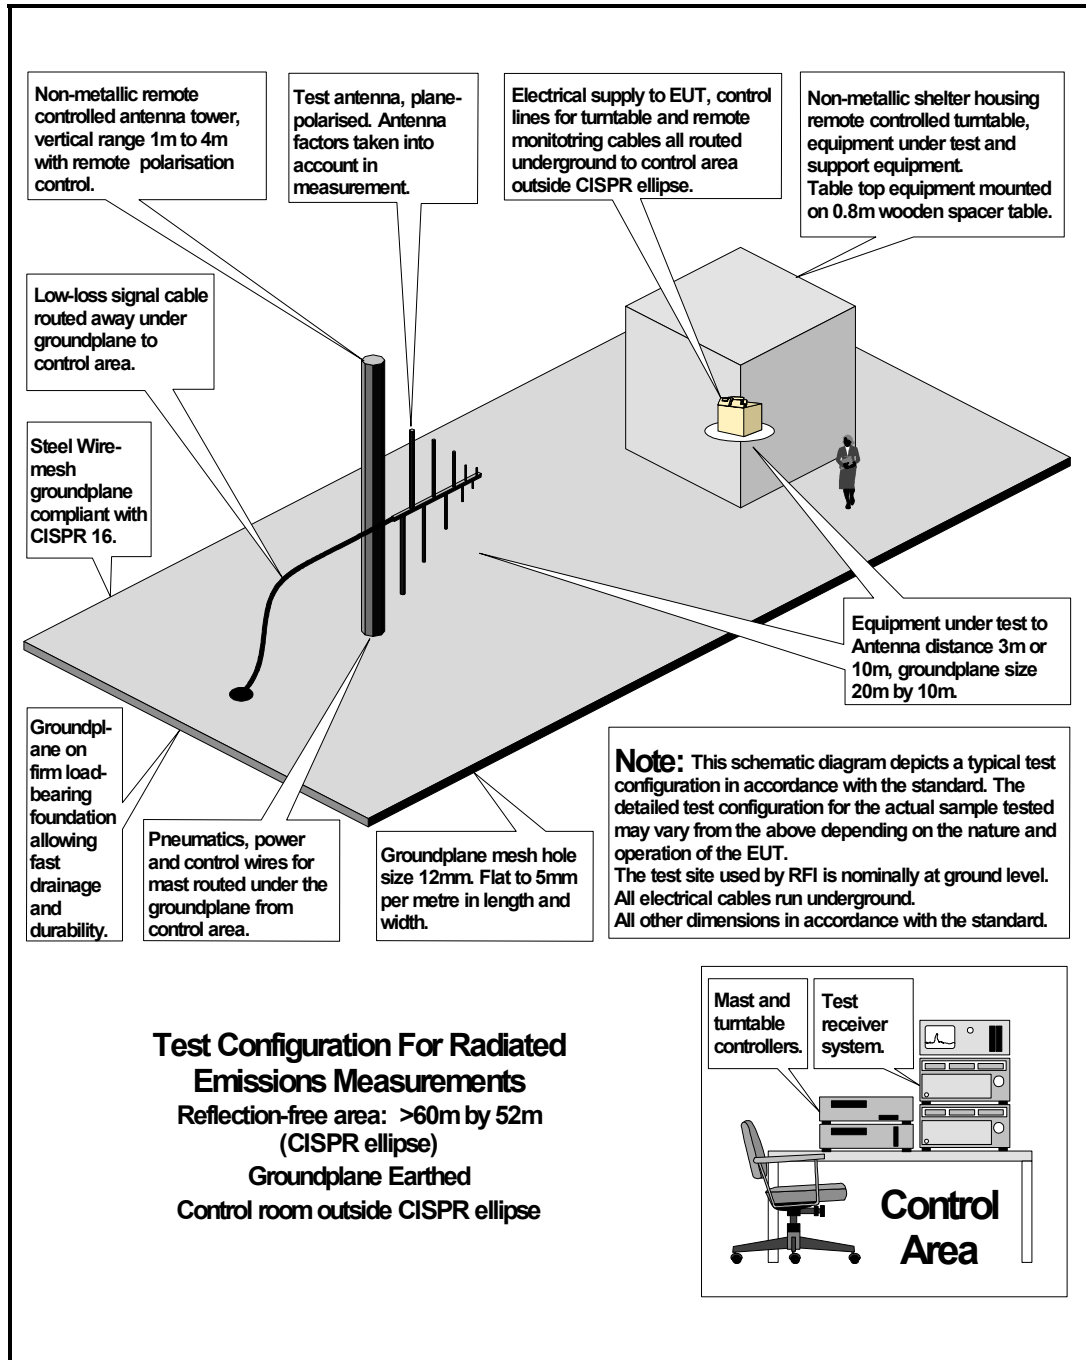 Non-metallic remote
controlled antenna tower,
vertical range 1m to 4m
with remote polarisation
control.
Test antenna, plane-
polarised. Antenna
factors taken into
account in
measurement.
Electrical supply to EUT, control
lines for turntable and remote
monitotring cables all routed
underground to control area
outside CISPR ellipse.
Non-metallic shelter housing
remote controlled turntable,
equipment under test and
support equipment.
Table top equipment mounted
on 0.8m wooden spacer table.
Low-loss signal cable
routed away under
groundplane to
control area.
Steel Wire-
mesh
groundplane
compliant with
CISPR 16.
Equipment under test to
Antenna distance 3m or
10m, groundplane size
20m by 10m.
Groundpl-
ane on
firm load-
bearing
foundation
allowing
fast
drainage
and
durability.
Pneumatics, power
and control wires for
mast routed under the
groundplane from
control area.
Groundplane mesh hole
size 12mm. Flat to 5mm
per metre in length and
width.
Note: This schematic diagram depicts a typical test
configuration in accordance with the standard. The
detailed test configuration for the actual sample tested
may vary from the above depending on the nature and
operation of the EUT.
The test site used by RFI is nominally at ground level.
All electrical cables run underground.
All other dimensions in accordance with the standard.
Test Configuration For Radiated
Emissions Measurements
Reflection-free area: >60m by 52m
(CISPR ellipse)
Groundplane Earthed
Control room outside CISPR ellipse
Mast and
turntable
controllers.
Test
receiver
system.
Control
Area